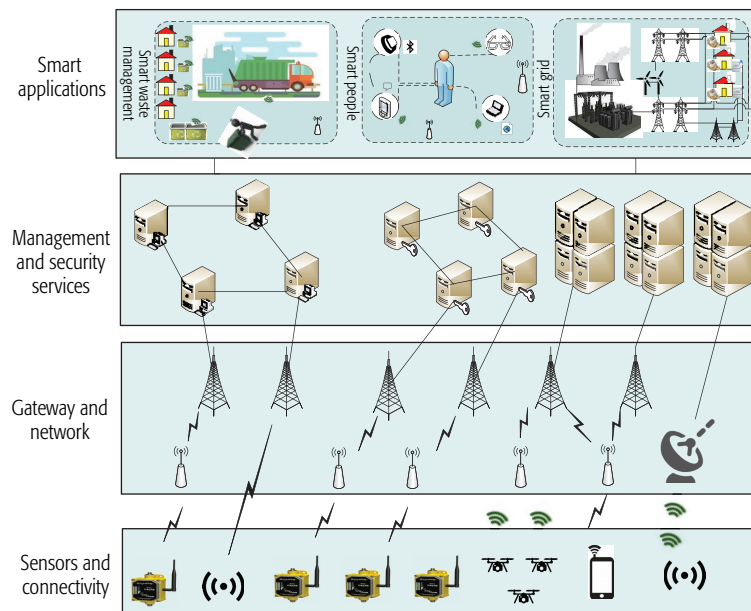 Smart
applications
Smart waste
management
Smart people
Smart grid
Management
and security
services
Gateway and
network
Sensors and
connectivity